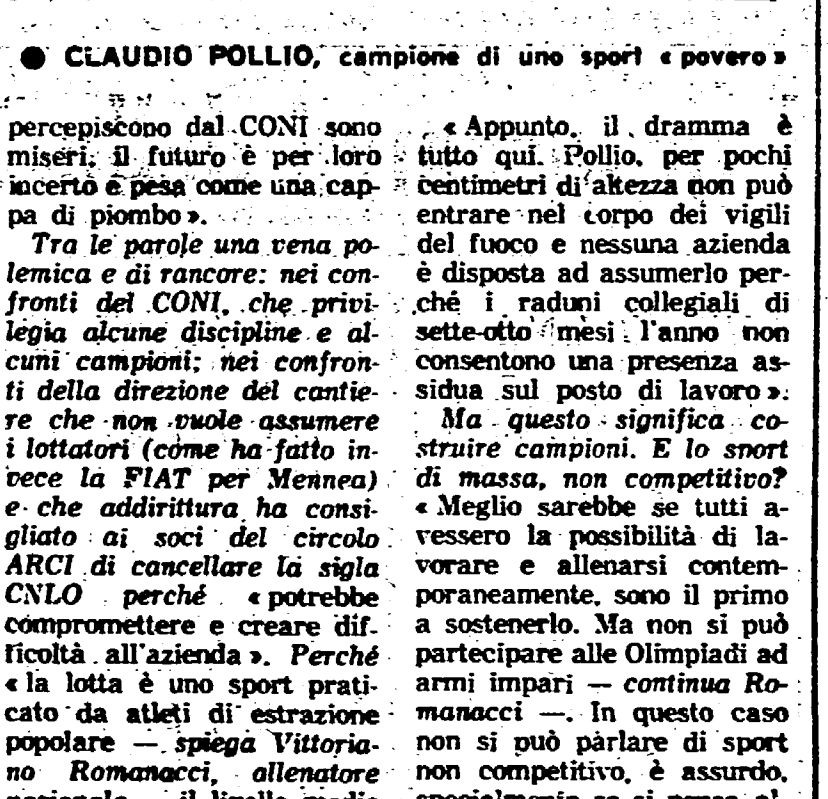 ● CLAUDIO POLLIO, campione di uno sport « povero »
percepiscono dal CONI sono
miseri, il futuro è per loro
incerto e pesa come una cap-
pa di piombo ».
Tra le parole una vena po-
lemica e di rancore: nei con-
fronti del CONI, che privi-
legia alcune discipline e al-
cuni campioni; nei confron-
ti della direzione del cantie-
re che non vuole assumere
i lottatori (come ha fatto in-
vece la FIAT per Mennea)
e che addirittura ha consi-
gliato ai soci del circolo
ARCI di cancellare la sigla
CNLO perché « potrebbe
compromettere e creare dif-
ficoltà all'azienda ». Perché
« la lotta è uno sport prati-
cato da atleti di estrazione
popolare — spiega Vittoria-
no Romanacci, allenatore
« Appunto, il dramma è
tutto qui. Pollio, per pochi
centimetri di altezza non può
entrare nel corpo dei vigili
del fuoco e nessuna azienda
è disposta ad assumerlo per-
ché i raduni collegiali di
sette-otto mesi l'anno non
consentono una presenza as-
sidua sul posto di lavoro ».
Ma questo significa co-
struire campioni. E lo sport
di massa, non competitivo?
« Meglio sarebbe se tutti a-
vessero la possibilità di la-
vorare e allenarsi contem-
poraneamente, sono il primo
a sostenerlo. Ma non si può
partecipare alle Olimpiadi ad
armi impari — continua Ro-
manacci —. In questo caso
non si può parlare di sport
non competitivo, è assurdo,